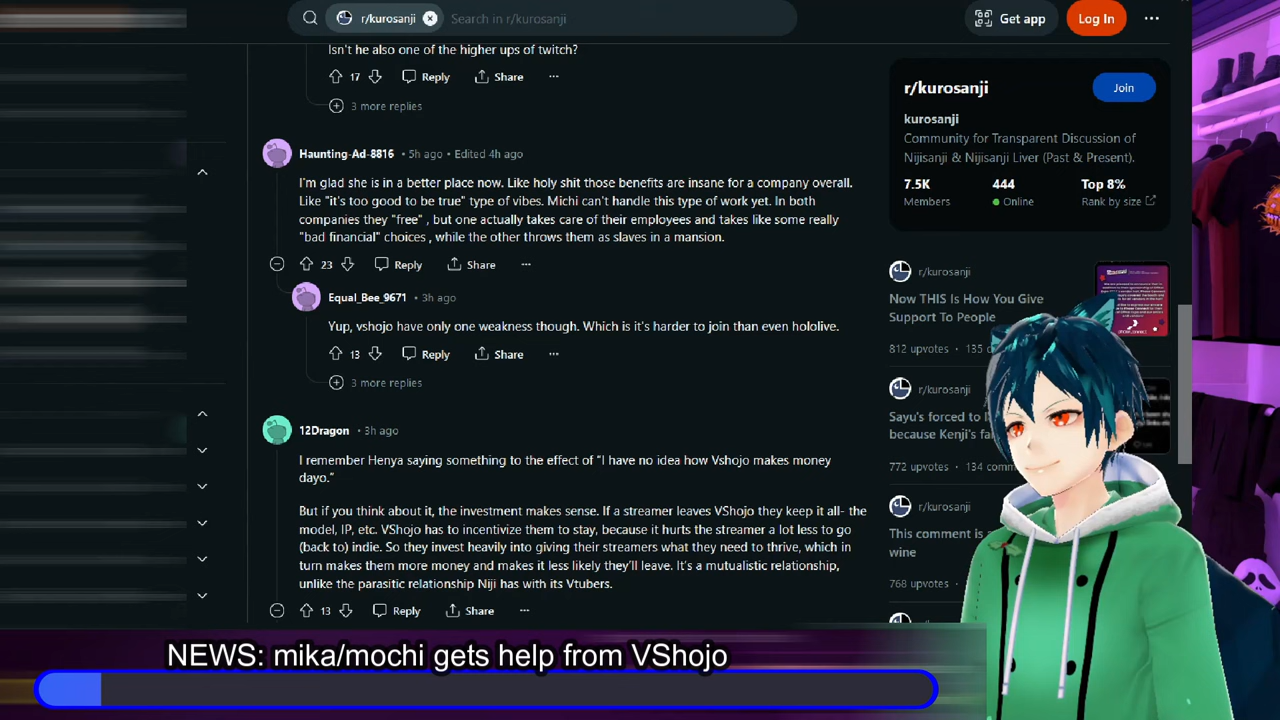 r/kurosanji
Search in r/kurosanji
Get app
Log In
Isn't he also one of the higher ups of twitch?
17
Reply
Share
3 more replies
Haunting-Ad-8816 • 5h ago • Edited 4h ago
I'm glad she is in a better place now. Like holy shit those benefits are insane for a company overall.
Like "it's too good to be true" type of vibes. Michi can't handle this type of work yet. In both
companies they "free" , but one actually takes care of their employees and takes like some really
"bad financial" choices , while the other throws them as slaves in a mansion.
23
Reply
Share
Equal_Bee_9671 • 3h ago
Yup, vshojo have only one weakness though. Which is it's harder to join than even hololive.
13
Reply
Share
3 more replies
12Dragon • 3h ago
I remember Henya saying something to the effect of “I have no idea how Vshojo makes money
dayo.”
But if you think about it, the investment makes sense. If a streamer leaves VShojo they keep it all- the
model, IP, etc. VShojo has to incentivize them to stay, because it hurts the streamer a lot less to go
(back to) indie. So they invest heavily into giving their streamers what they need to thrive, which in
turn makes them more money and makes it less likely they’ll leave. It’s a mutualistic relationship,
unlike the parasitic relationship Niji has with its Vtubers.
13
Reply
Share
r/kurosanji
Join
kurosanji
Community for Transparent Discussion of
Nijisanji & Nijisanji Liver (Past & Present).
7.5K
444
Top 8%
Members
Online
Rank by size
r/kurosanji
Now THIS Is How You Give
Support To People
812 upvotes • 135
r/kurosanji
Sayu's forced to
because Kenji's
772 upvotes • 134
r/kurosanji
This comment is
wine
768 upvotes •
NEWS: mika/mochi gets help from VShojo